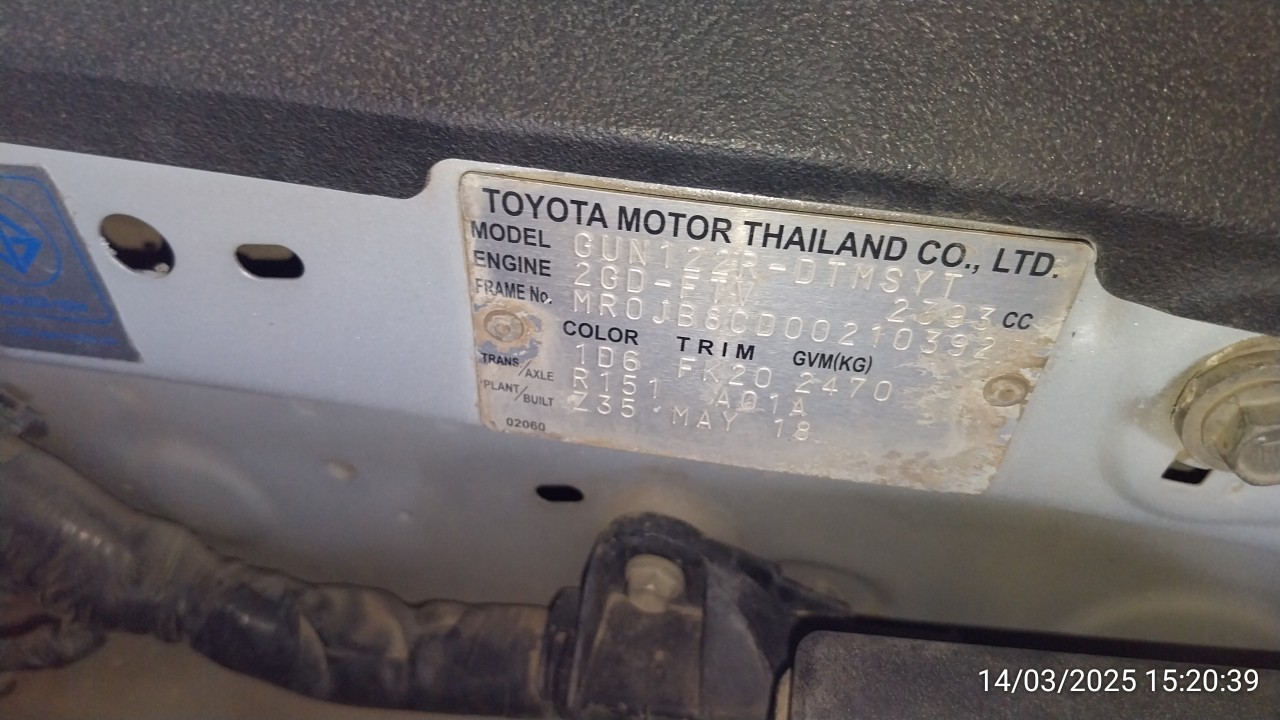 TOYOTA MOTOR THAILAND CO., LTD.
MODEL GUN122R-DTMSYT
ENGINE 2GD-FTV 2393 CC
FRAME No. MR0JB8CD00210392
COLOR TRIM GVM(KG)
1D6 FK20 2470
TRANS/AXLE R151 A01A
PLANT/BUILT Z35 MAY 18
02060
14/03/2025 15:20:39